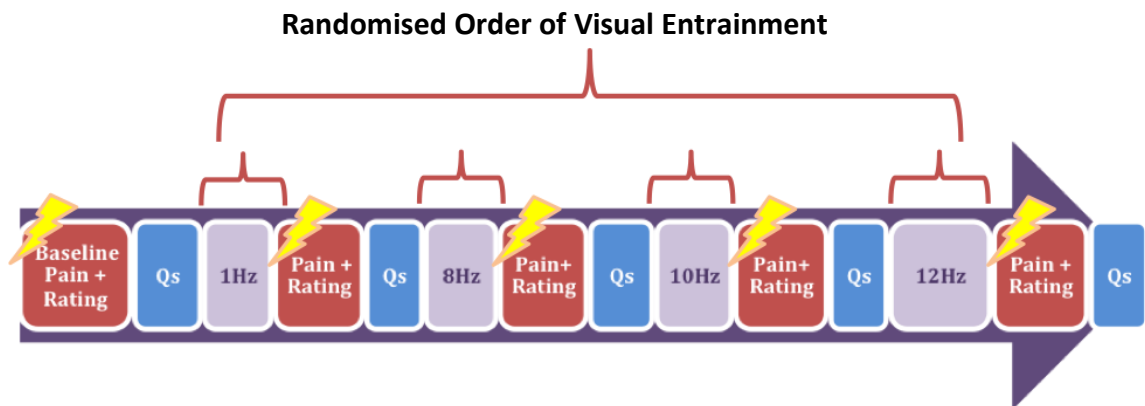 Randomised Order of Visual Entrainment
Baseline
Pain +
Rating
Qs
1Hz
Pain +
Rating
Qs
8Hz
Pain+
Rating
Qs
10Hz
Pain+
Rating
Qs
12Hz
Pain +
Rating
Qs